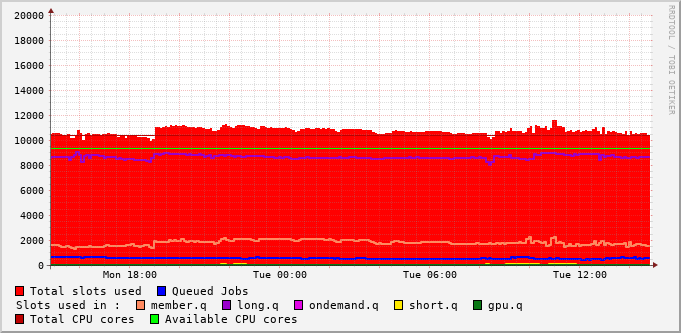 20000
18000
16000
14000
12000
10000
8000
6000
4000
2000
0
Mon 18:00 Tue 00:00 Tue 06:00 Tue 12:00
Total slots used Queued Jobs
Slots used in : member.q long.q ondemand.q short.q gpu.q
Total CPU cores Available CPU cores
RRDTOOL / TOBI OETIKER